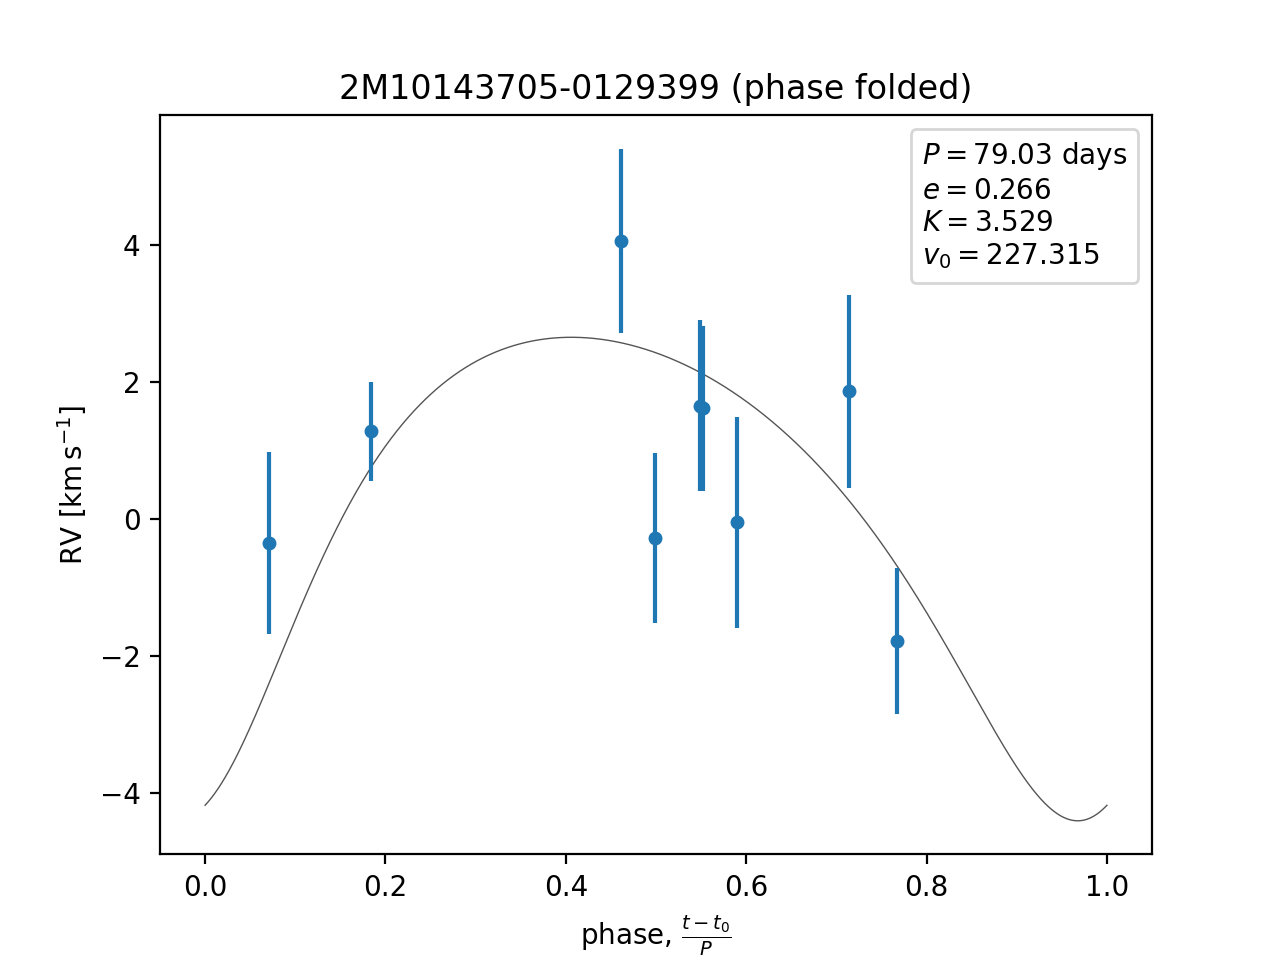 2M10143705-0129399 (phase folded)
P = 79.03 days
e = 0.266
K = 3.529
v₀ = 227.315
RV [km s⁻¹]
4
2
0
−2
−4
0.0 0.2 0.4 0.6 0.8 1.0
phase, (t − t₀)/P